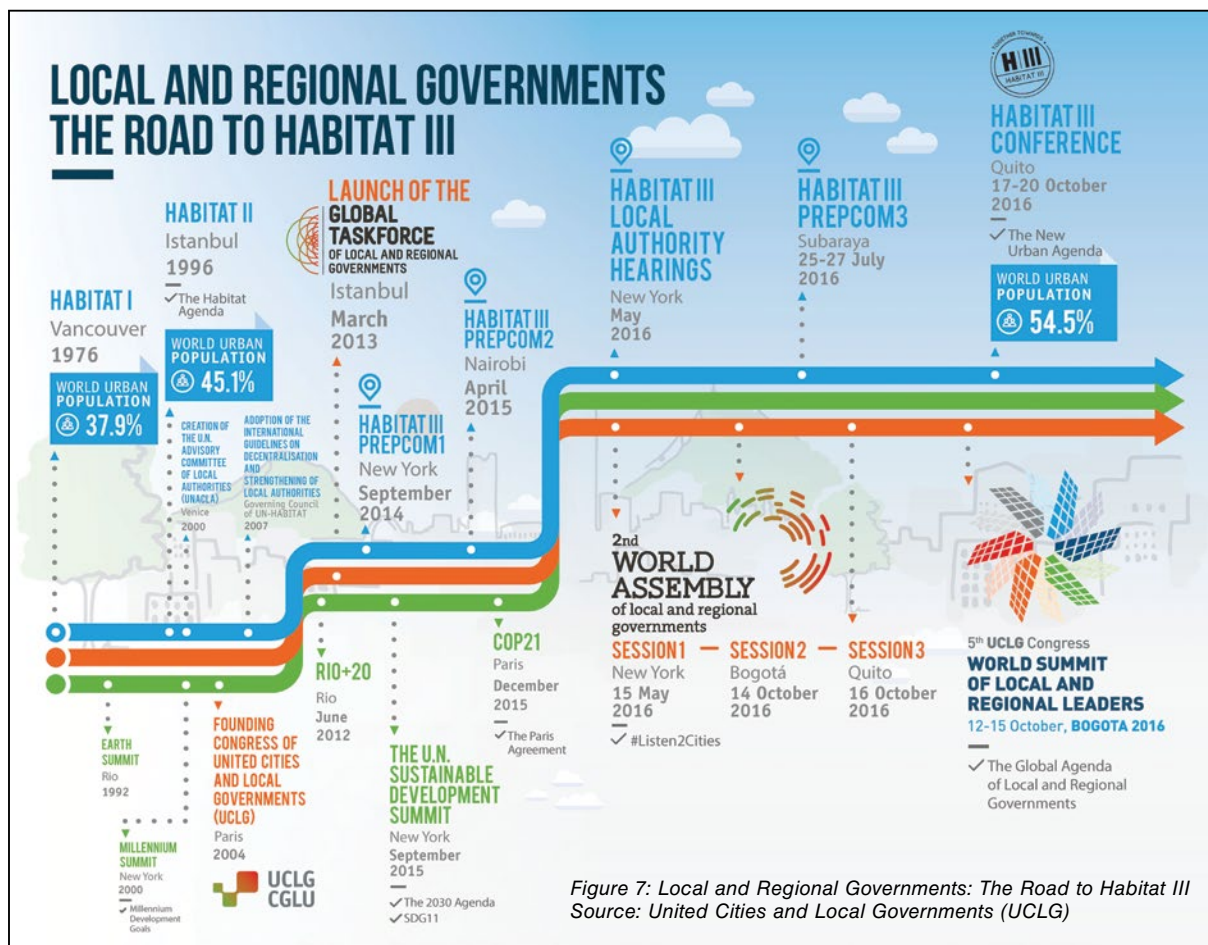 LOCAL AND REGIONAL GOVERNMENTS
THE ROAD TO HABITAT III
HABITAT I
Vancouver
1976
WORLD URBAN
POPULATION
37.9%
HABITAT II
Istanbul
1996
The Habitat
Agenda
WORLD URBAN
POPULATION
45.1%
CREATION OF
THE U.N.
ADVISORY
COMMITTEE
OF LOCAL
AUTHORITIES
(UNACLA)
Venice
2000
ADOPTION OF THE
INTERNATIONAL
GUIDELINES ON
DECENTRALISATION
AND
STRENGTHENING OF
LOCAL AUTHORITIES
Governing Council
of UN-HABITAT
2007
LAUNCH OF THE
GLOBAL
TASKFORCE
OF LOCAL AND REGIONAL
GOVERNMENTS
Istanbul
March
2013
HABITAT III
PREPCOM1
New York
September
2014
HABITAT III
PREPCOM2
Nairobi
April
2015
HABITAT III
LOCAL
AUTHORITY
HEARINGS
New York
May
2016
HABITAT III
PREPCOM3
Subaraya
25-27 July
2016
TOGETHER TOWARDS
H III
HABITAT III
HABITAT III
CONFERENCE
Quito
17-20 October
2016
The New
Urban Agenda
WORLD URBAN
POPULATION
54.5%
EARTH
SUMMIT
Rio
1992
MILLENNIUM
SUMMIT
New York
2000
Millennium
Development
Goals
FOUNDING
CONGRESS OF
UNITED CITIES
AND LOCAL
GOVERNMENTS
(UCLG)
Paris
2004
UCLG
CGLU
RIO+20
Rio
June
2012
THE U.N.
SUSTAINABLE
DEVELOPMENT
SUMMIT
New York
September
2015
The 2030 Agenda
SDG11
COP21
Paris
December
2015
The Paris
Agreement
2nd
WORLD
ASSEMBLY
of local and regional
governments
SESSION1 — SESSION2 — SESSION3
New York
15 May
2016
#Listen2Cities
Bogotá
14 October
2016
Quito
16 October
2016
5th UCLG Congress
WORLD SUMMIT
OF LOCAL AND
REGIONAL LEADERS
12-15 October, BOGOTA 2016
The Global Agenda
of Local and Regional
Governments
Figure 7: Local and Regional Governments: The Road to Habitat III
Source: United Cities and Local Governments (UCLG)